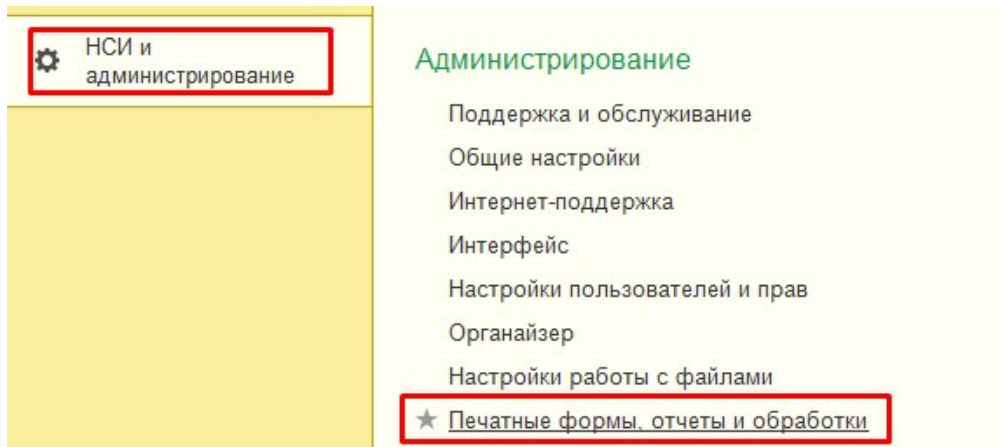 НСИ и
администрирование
Администрирование
Поддержка и обслуживание
Общие настройки
Интернет-поддержка
Интерфейс
Настройки пользователей и прав
Органайзер
Настройки работы с файлами
Печатные формы, отчеты и обработки